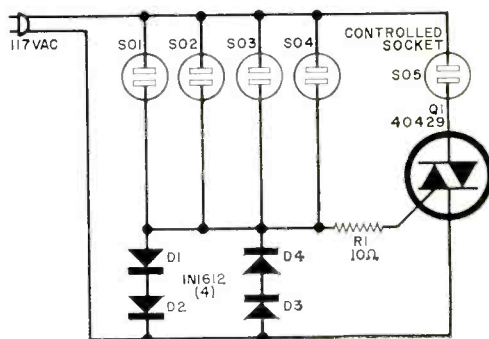 117VAC
SO1
SO2
SO3
SO4
CONTROLLED
SOCKET
SO5
Q1
40429
D1
D4
1N1612
(4)
R1
10Ω
D2
D3